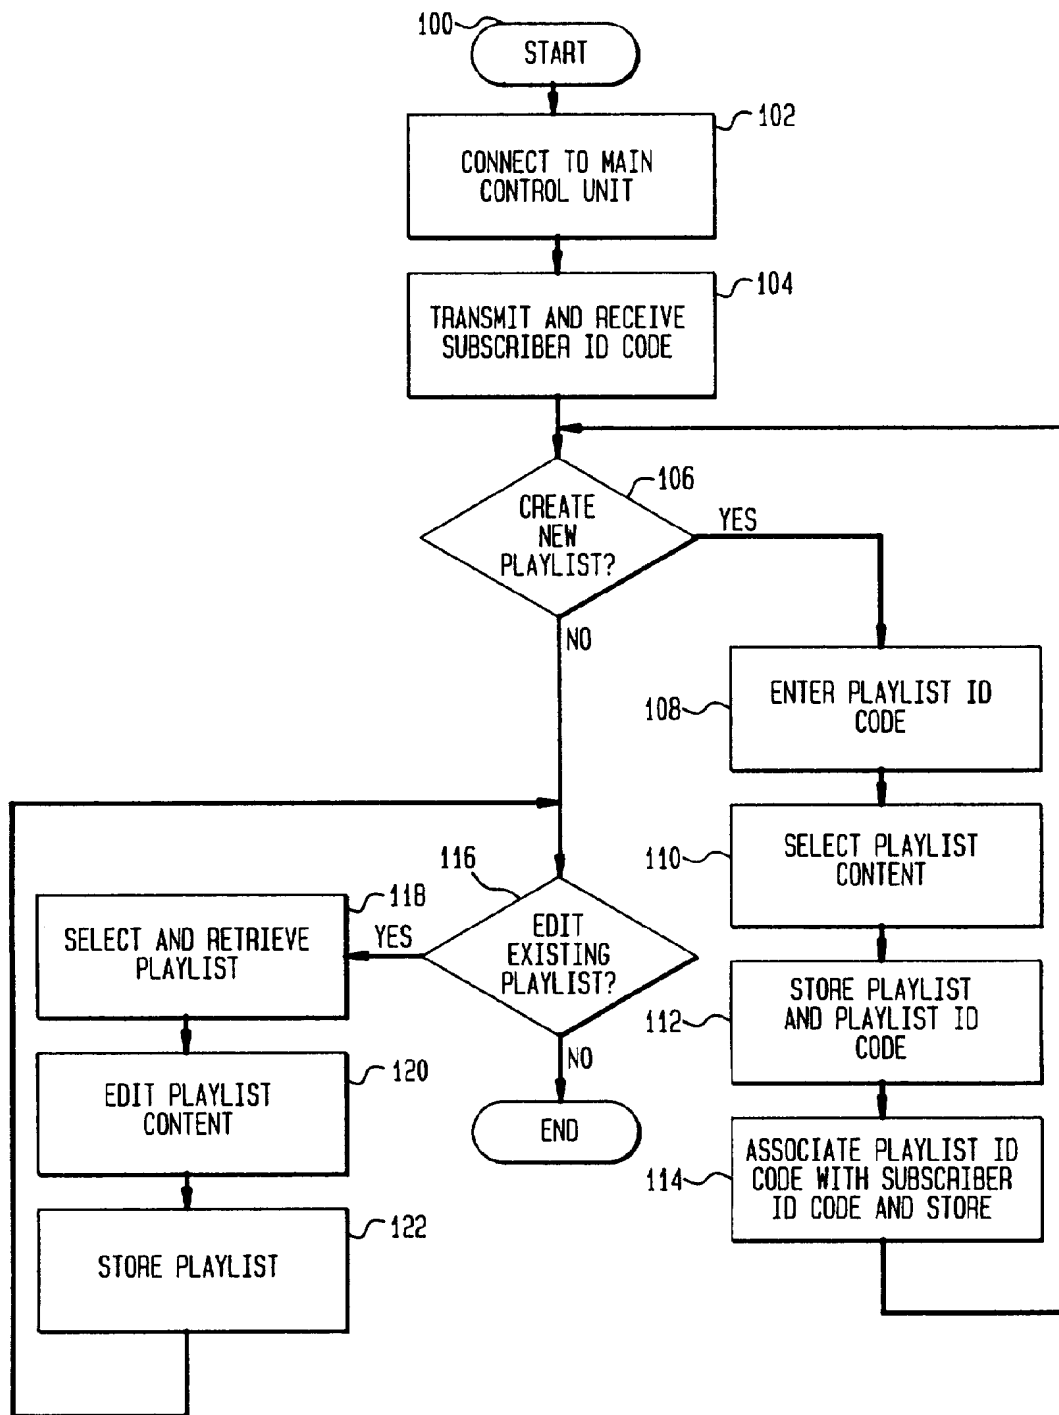 100
START
102
CONNECT TO MAIN
CONTROL UNIT
104
TRANSMIT AND RECEIVE
SUBSCRIBER ID CODE
106
CREATE
NEW
PLAYLIST?
YES
NO
108
ENTER PLAYLIST ID
CODE
110
SELECT PLAYLIST
CONTENT
112
STORE PLAYLIST
AND PLAYLIST ID
CODE
114
ASSOCIATE PLAYLIST ID
CODE WITH SUBSCRIBER
ID CODE AND STORE
116
EDIT
EXISTING
PLAYLIST?
YES
NO
END
118
SELECT AND RETRIEVE
PLAYLIST
120
EDIT PLAYLIST
CONTENT
122
STORE PLAYLIST